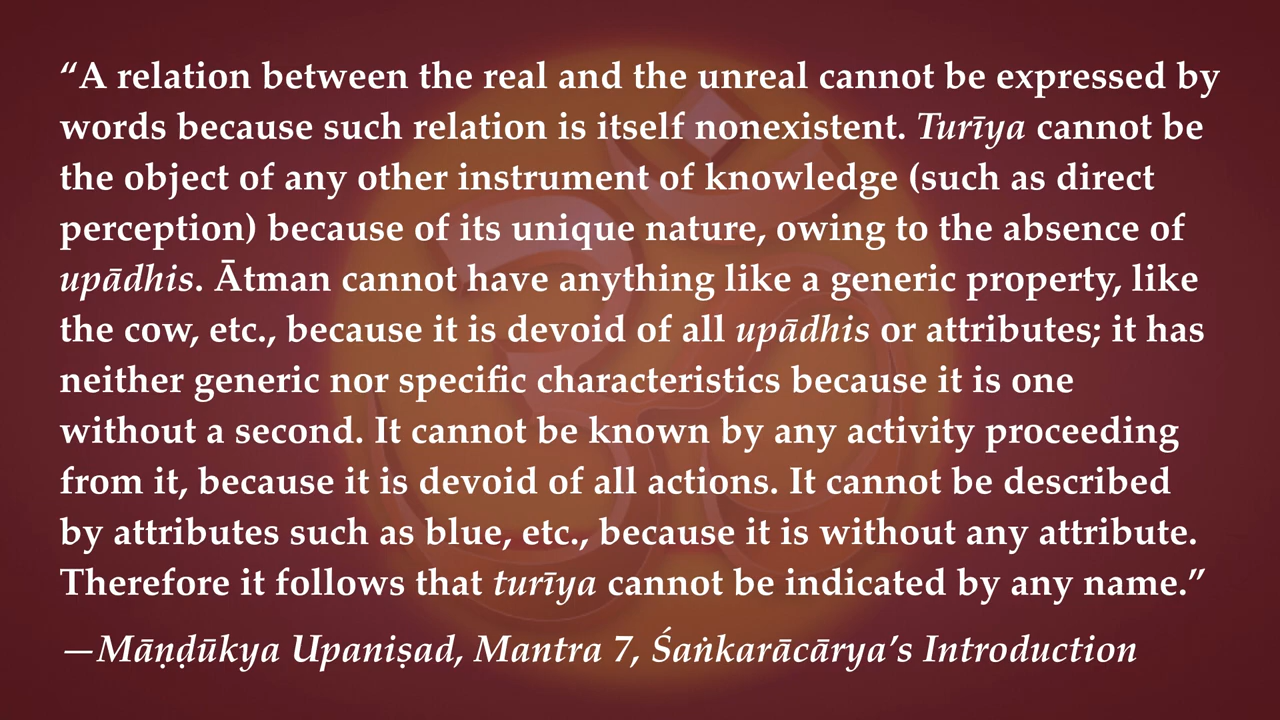 “A relation between the real and the unreal cannot be expressed by
words because such relation is itself nonexistent. Turīya cannot be
the object of any other instrument of knowledge (such as direct
perception) because of its unique nature, owing to the absence of
upādhis. Ātman cannot have anything like a generic property, like
the cow, etc., because it is devoid of all upādhis or attributes; it has
neither generic nor specific characteristics because it is one
without a second. It cannot be known by any activity proceeding
from it, because it is devoid of all actions. It cannot be described
by attributes such as blue, etc., because it is without any attribute.
Therefore it follows that turīya cannot be indicated by any name.”
—Māṇḍūkya Upaniṣad, Mantra 7, Śaṅkarācārya’s Introduction